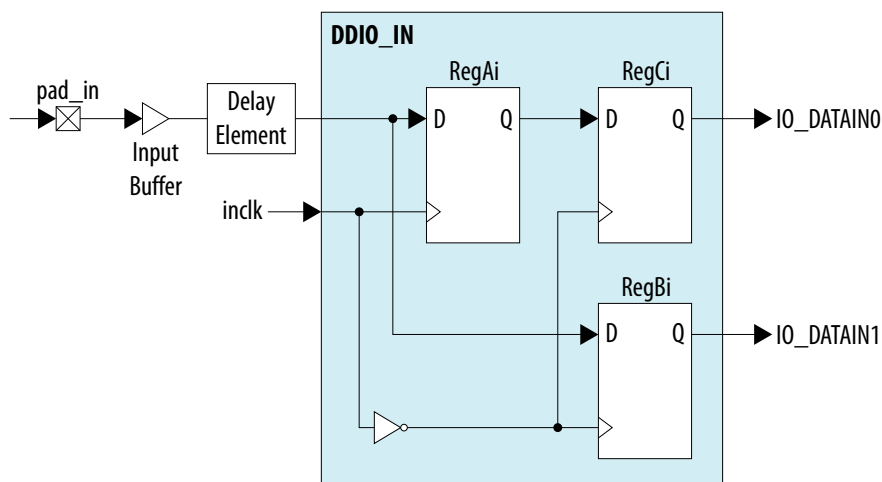 DDIO_IN
RegAi
RegCi
pad_in
Delay
Element
D
Q
D
Q
IO_DATAIN0
Input
Buffer
inclk
RegBi
D
Q
IO_DATAIN1